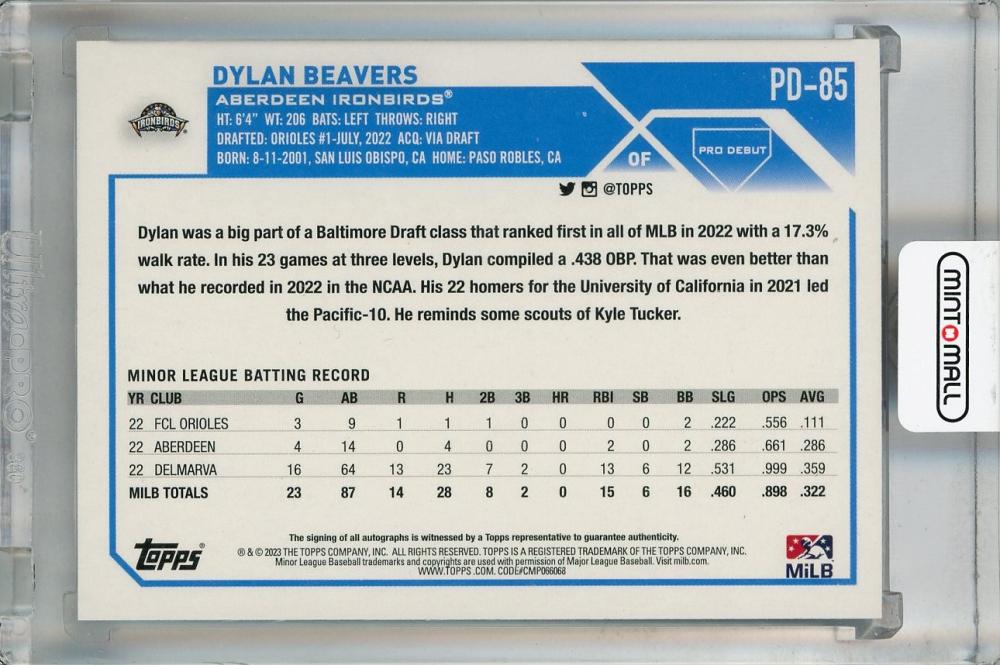 DYLAN BEAVERS
PD-85
ABERDEEN IRONBIRDS®
IRONBIRDS
HT: 6'4" WT: 206 BATS: LEFT THROWS: RIGHT
DRAFTED: ORIOLES #1-JULY, 2022 ACQ: VIA DRAFT
BORN: 8-11-2001, SAN LUIS OBISPO, CA HOME: PASO ROBLES, CA
OF
PRO DEBUT
@TOPPS
Dylan was a big part of a Baltimore Draft class that ranked first in all of MLB in 2022 with a 17.3%
walk rate. In his 23 games at three levels, Dylan compiled a .438 OBP. That was even better than
what he recorded in 2022 in the NCAA. His 22 homers for the University of California in 2021 led
the Pacific-10. He reminds some scouts of Kyle Tucker.
MINOR LEAGUE BATTING RECORD
YR CLUB G AB R H 2B 3B HR RBI SB BB SLG OPS AVG
22 FCL ORIOLES 3 9 1 1 1 0 0 0 0 2 .222 .556 .111
22 ABERDEEN 4 14 0 4 0 0 0 2 0 2 .286 .661 .286
22 DELMARVA 16 64 13 23 7 2 0 13 6 12 .531 .999 .359
MILB TOTALS 23 87 14 28 8 2 0 15 6 16 .460 .898 .322
The signing of all autographs is witnessed by a Topps representative to guarantee authenticity.
® & © 2023 THE TOPPS COMPANY, INC. ALL RIGHTS RESERVED. TOPPS IS A REGISTERED TRADEMARK OF THE TOPPS COMPANY, INC.
Minor League Baseball trademarks and copyrights are used with permission of Major League Baseball. Visit milb.com.
WWW.TOPPS.COM. CODE#CMP066068
Topps
MiLB
MINT MALL
UltraPRO®